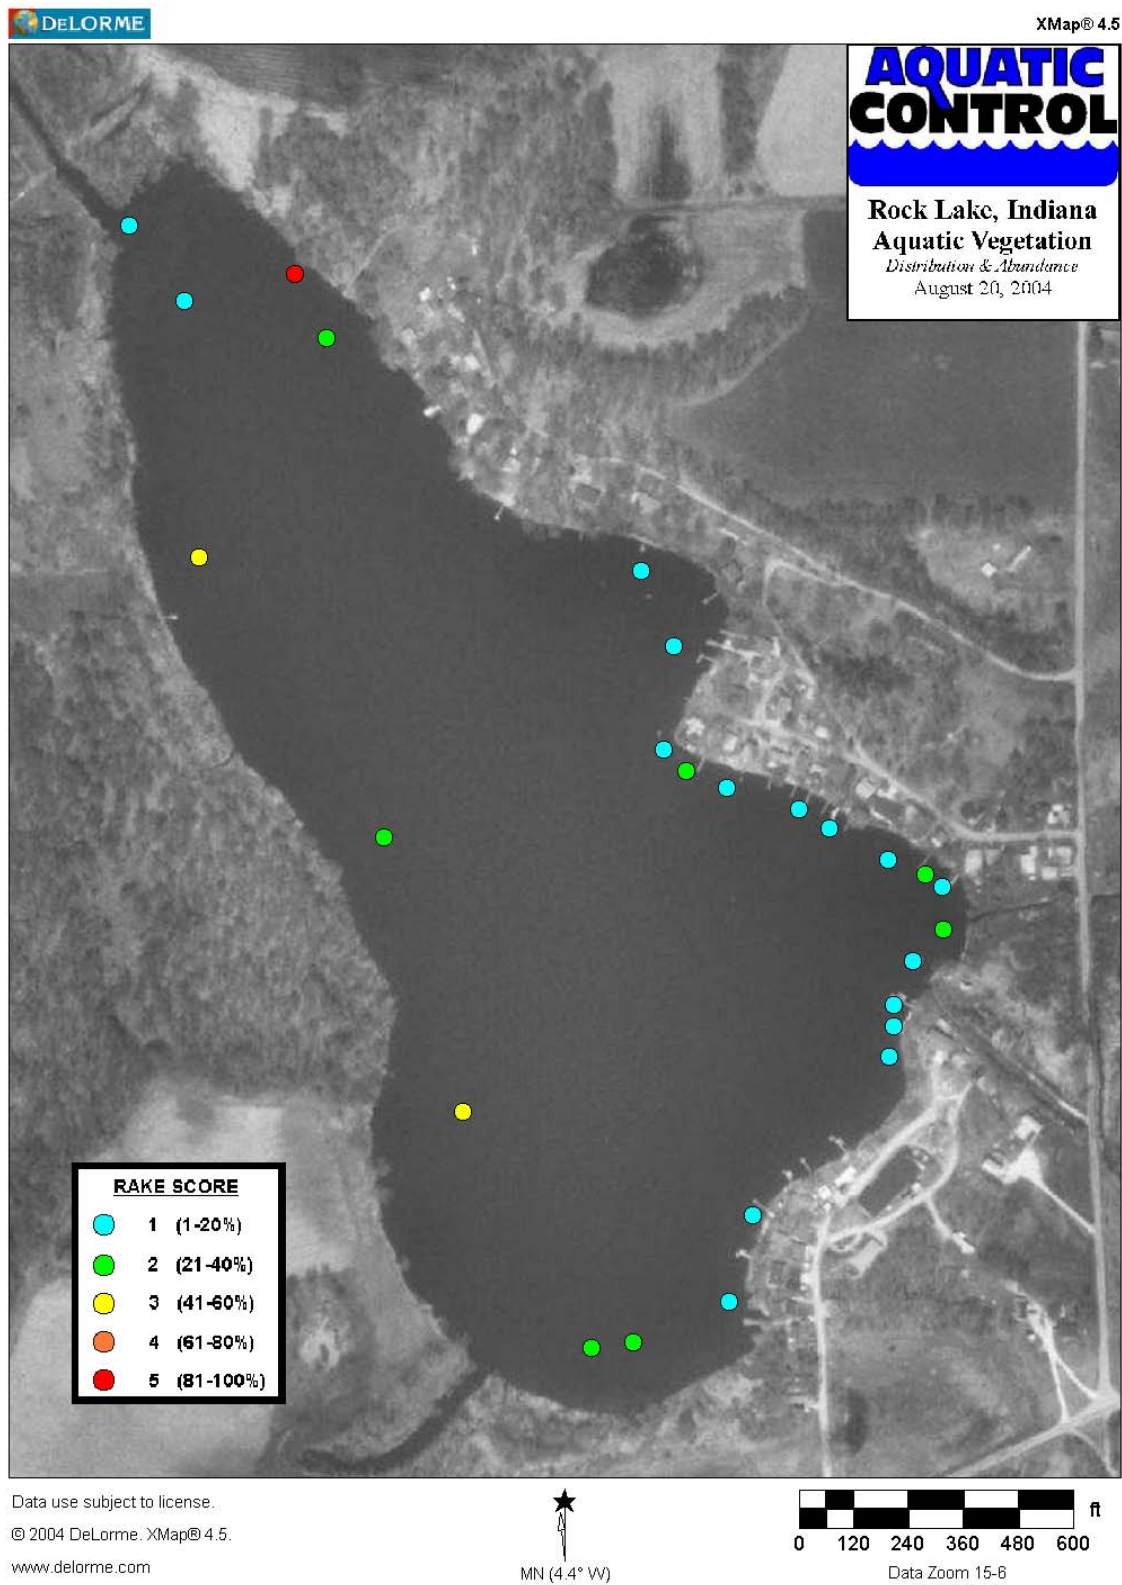 DELORME
XMap® 4.5
AQUATIC
CONTROL
Rock Lake, Indiana
Aquatic Vegetation
Distribution & Abundance
August 20, 2004
RAKE SCORE
1 (1-20%)
2 (21-40%)
3 (41-60%)
4 (61-80%)
5 (81-100%)
Data use subject to license.
© 2004 DeLorme. XMap® 4.5.
www.delorme.com
MN (4.4° W)
ft
0 120 240 360 480 600
Data Zoom 15-6